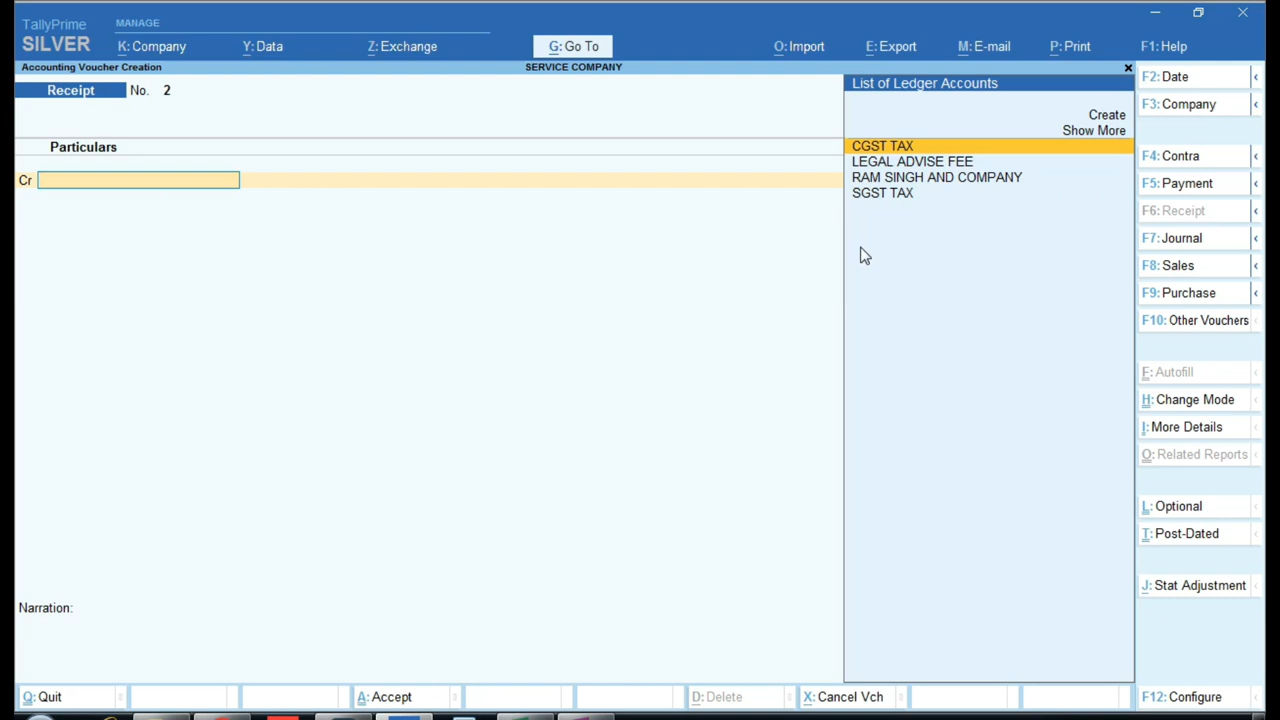 TallyPrime
MANAGE
SILVER
K: Company
Y: Data
Z: Exchange
G: Go To
O: Import
E: Export
M: E-mail
P: Print
F1: Help
Accounting Voucher Creation
SERVICE COMPANY
Receipt No. 2
Particulars
Cr
Narration:
List of Ledger Accounts
Create
Show More
CGST TAX
LEGAL ADVISE FEE
RAM SINGH AND COMPANY
SGST TAX
F2: Date
F3: Company
F4: Contra
F5: Payment
F6: Receipt
F7: Journal
F8: Sales
F9: Purchase
F10: Other Vouchers
F: Autofill
H: Change Mode
I: More Details
O: Related Reports
L: Optional
T: Post-Dated
J: Stat Adjustment
Q: Quit
A: Accept
D: Delete
X: Cancel Vch
F12: Configure